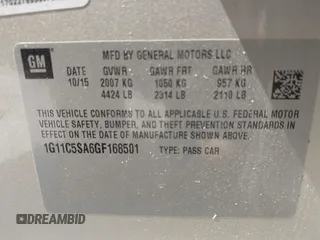 GM
MFD BY GENERAL MOTORS LLC
DATE GVWR GAWR FRT GAWR RR
10/15 2007 KG 1050 KG 957 KG
4424 LB 2314 LB 2110 LB
THIS VEHICLE CONFORMS TO ALL APPLICABLE U.S. FEDERAL MOTOR
VEHICLE SAFETY, BUMPER, AND THEFT PREVENTION STANDARDS
IN EFFECT ON THE DATE OF MANUFACTURE SHOWN ABOVE.
1G11C5SA6GF168501 TYPE: PASS CAR
DREAMBID